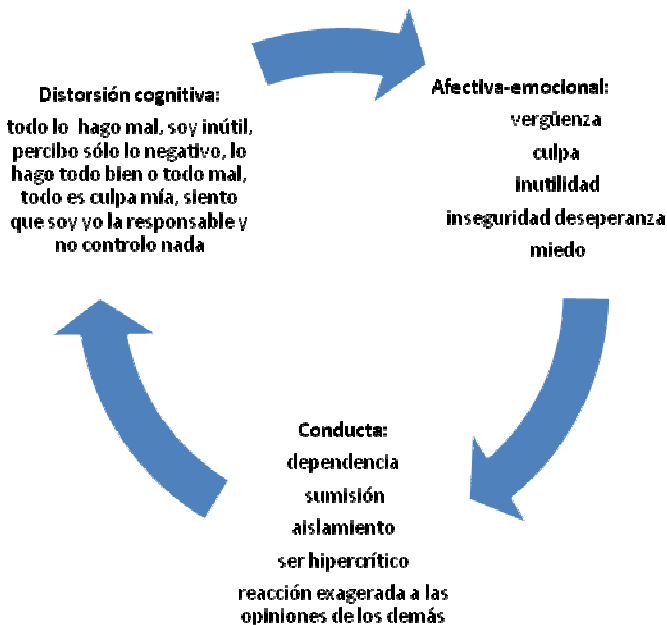 Distorsión cognitiva:
todo lo hago mal, soy inútil,
percibo sólo lo negativo, lo
hago todo bien o todo mal,
todo es culpa mía, siento
que soy yo la responsable y
no controlo nada
Afectiva-emocional:
vergüenza
culpa
inutilidad
inseguridad deseperanza
miedo
Conducta:
dependencia
sumisión
aislamiento
ser hipercrítico
reacción exagerada a las
opiniones de los demás